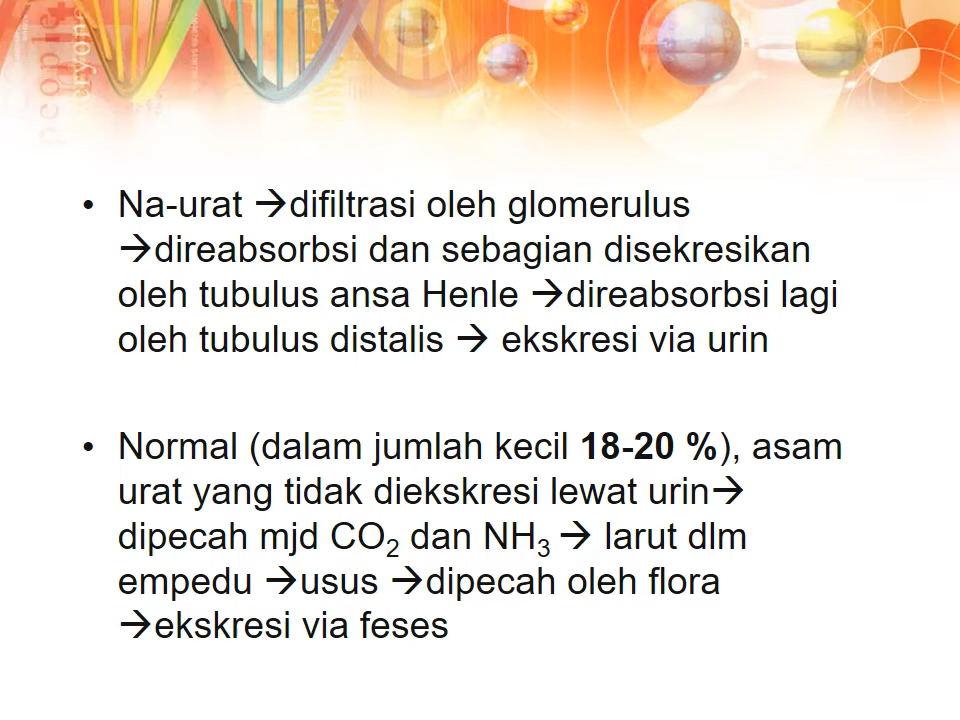 • Na-urat →difiltrasi oleh glomerulus
→direabsorbsi dan sebagian disekresikan
oleh tubulus ansa Henle →direabsorbsi lagi
oleh tubulus distalis → ekskresi via urin
• Normal (dalam jumlah kecil 18-20 %), asam
urat yang tidak diekskresi lewat urin→
dipecah mjd CO₂ dan NH₃ → larut dlm
empedu →usus →dipecah oleh flora
→ekskresi via feses